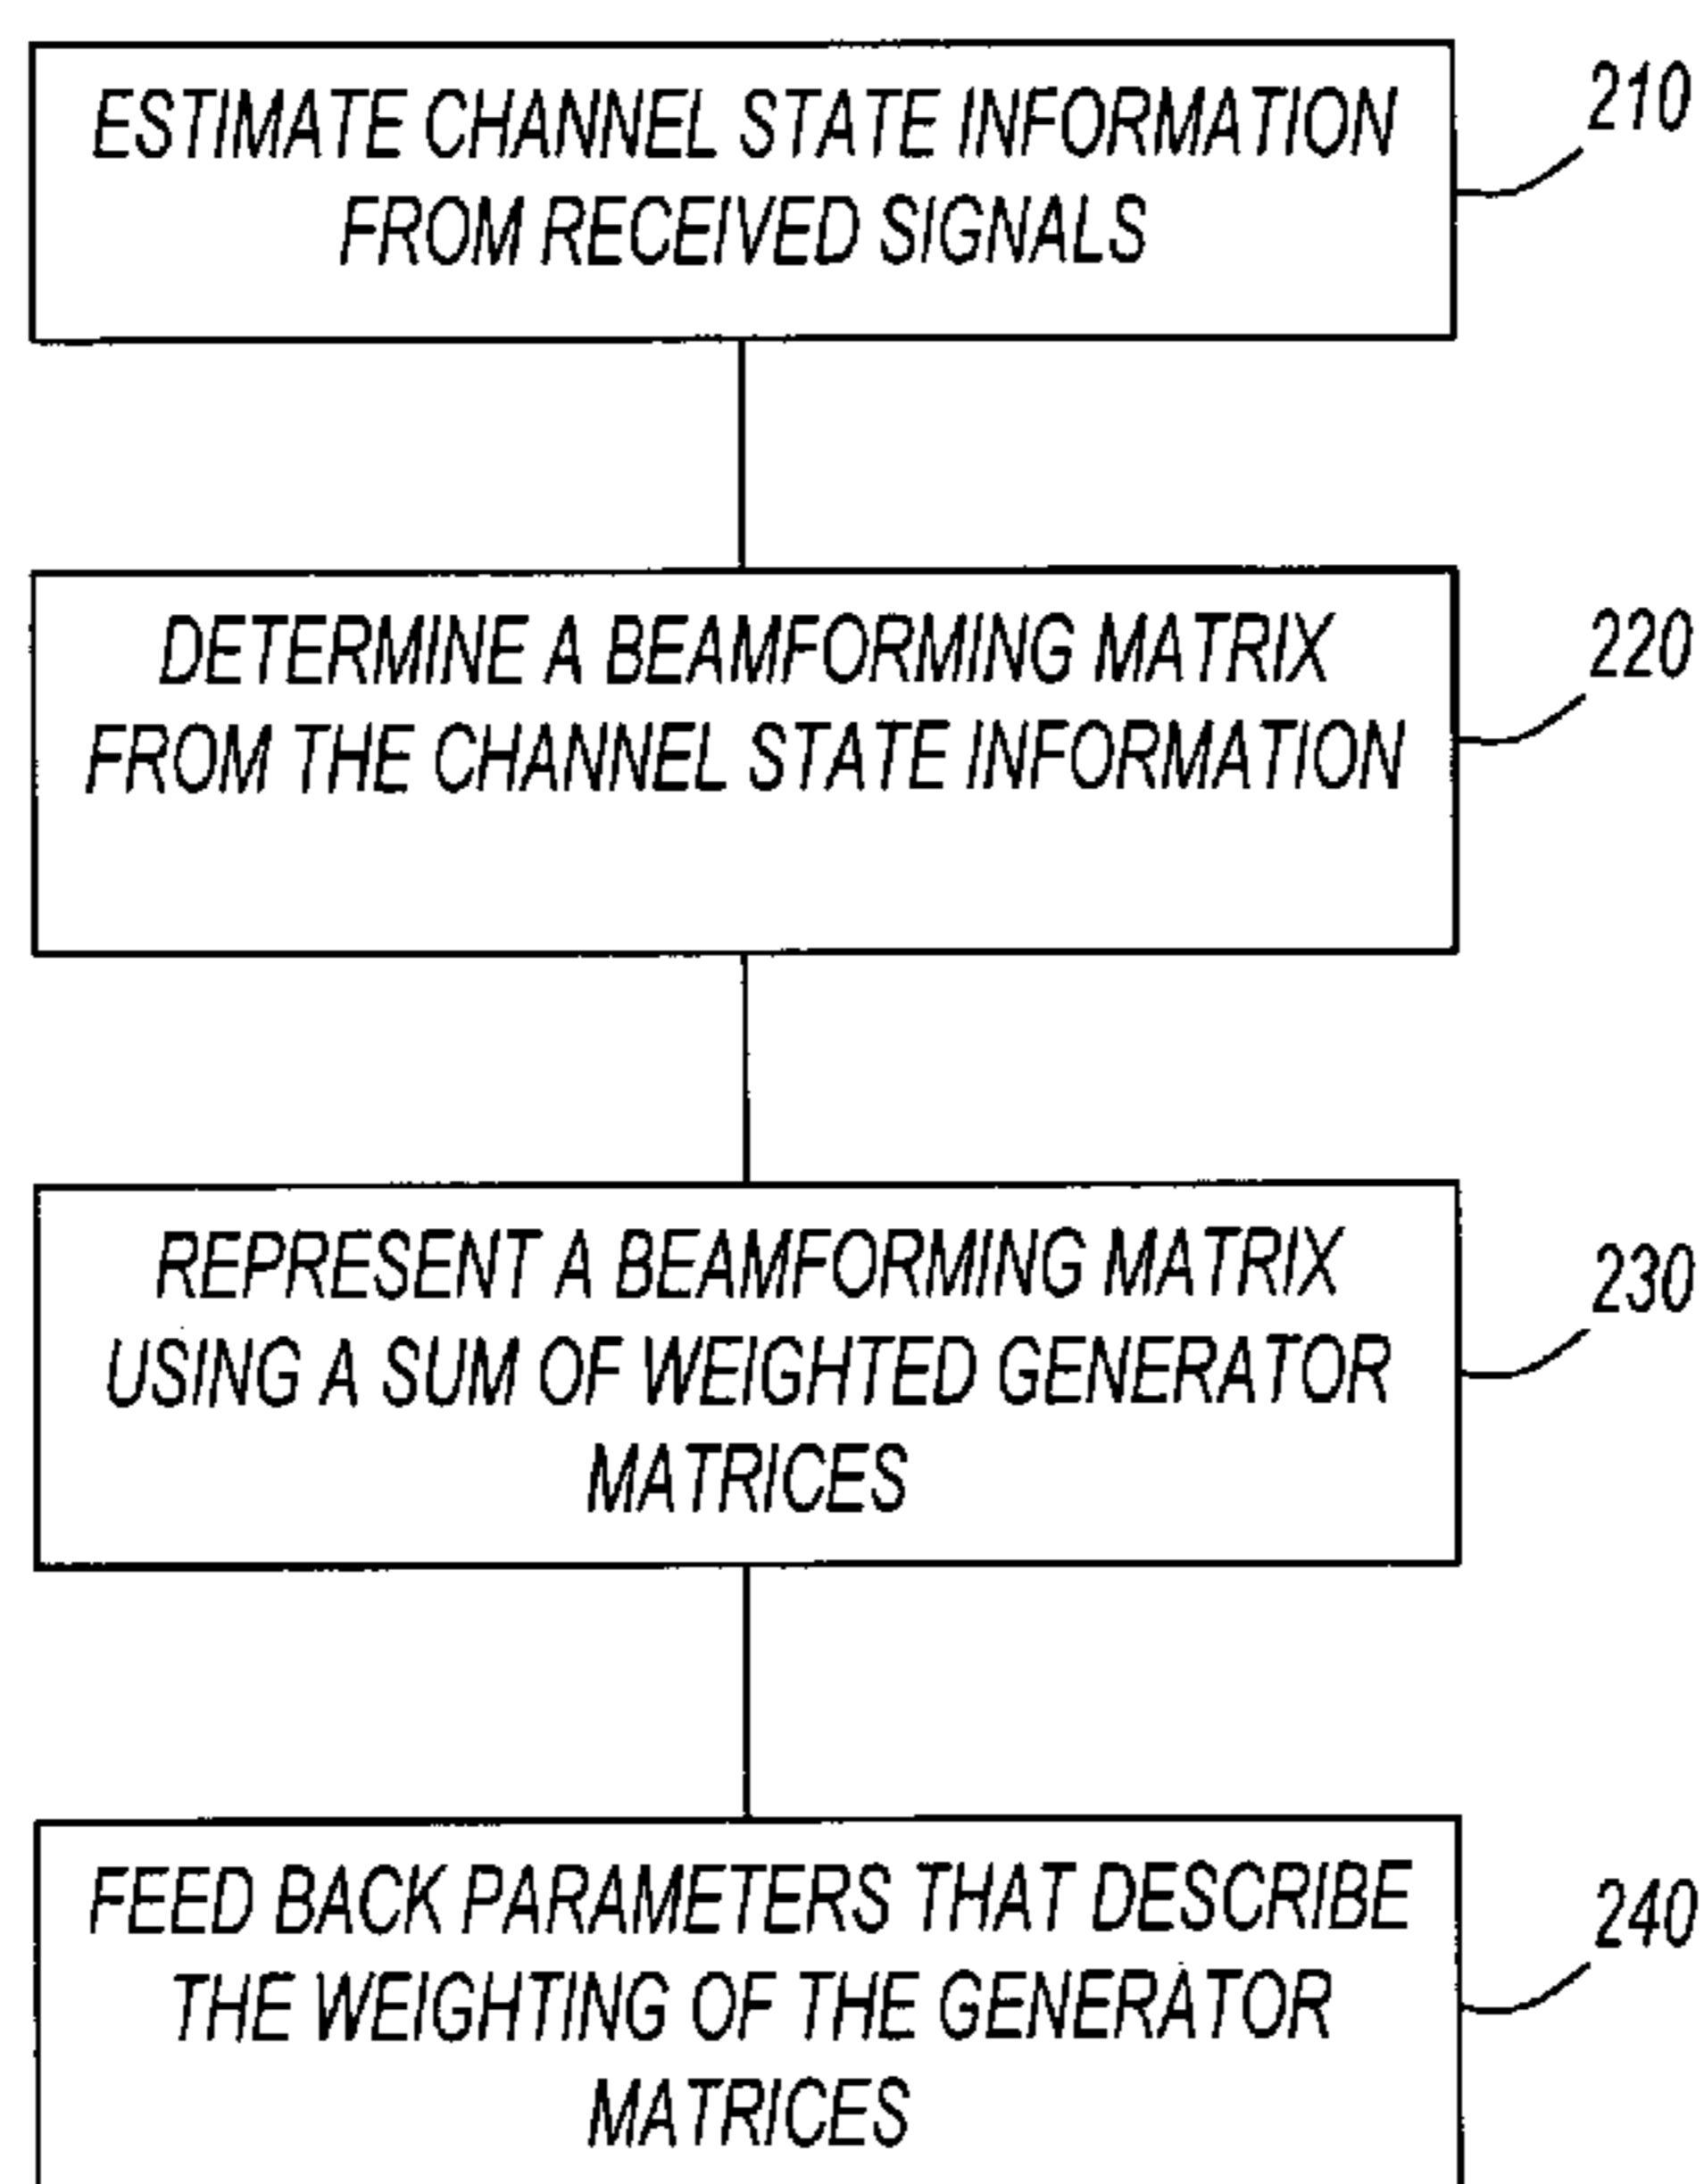 ESTIMATE CHANNEL STATE INFORMATION
FROM RECEIVED SIGNALS
210
DETERMINE A BEAMFORMING MATRIX
FROM THE CHANNEL STATE INFORMATION
220
REPRESENT A BEAMFORMING MATRIX
USING A SUM OF WEIGHTED GENERATOR
MATRICES
230
FEED BACK PARAMETERS THAT DESCRIBE
THE WEIGHTING OF THE GENERATOR
MATRICES
240